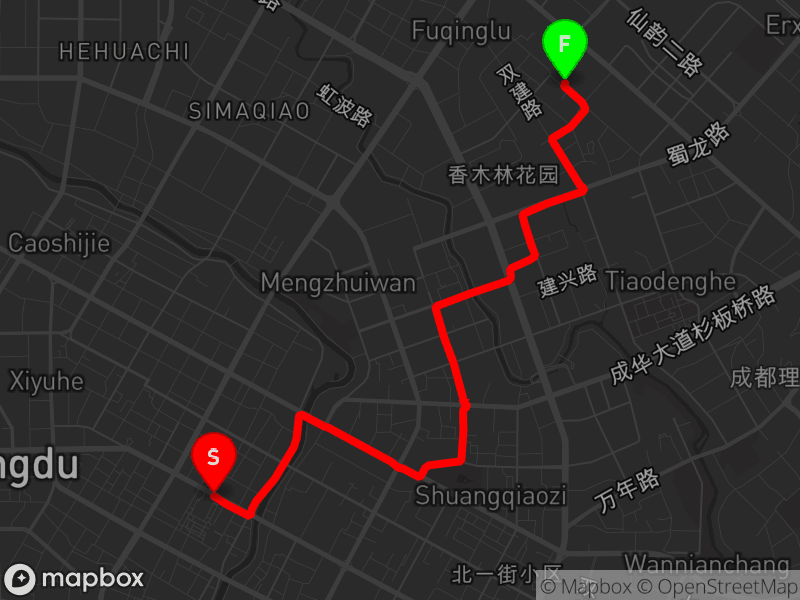 路
Fuqinglu
仙韵二路
Erx
HEHUACHI
F
双建路
SIMAQIAO
虹波路
蜀龙路
香木林花园
Caoshijie
Mengzhuiwan
建兴路
Tiaodenghe
成华大道杉板桥路
Xiyuhe
成都理
S
ngdu
Shuangqiaozi
万年路
Wannianchang
北一街小区
mapbox
© Mapbox © OpenStreetMap